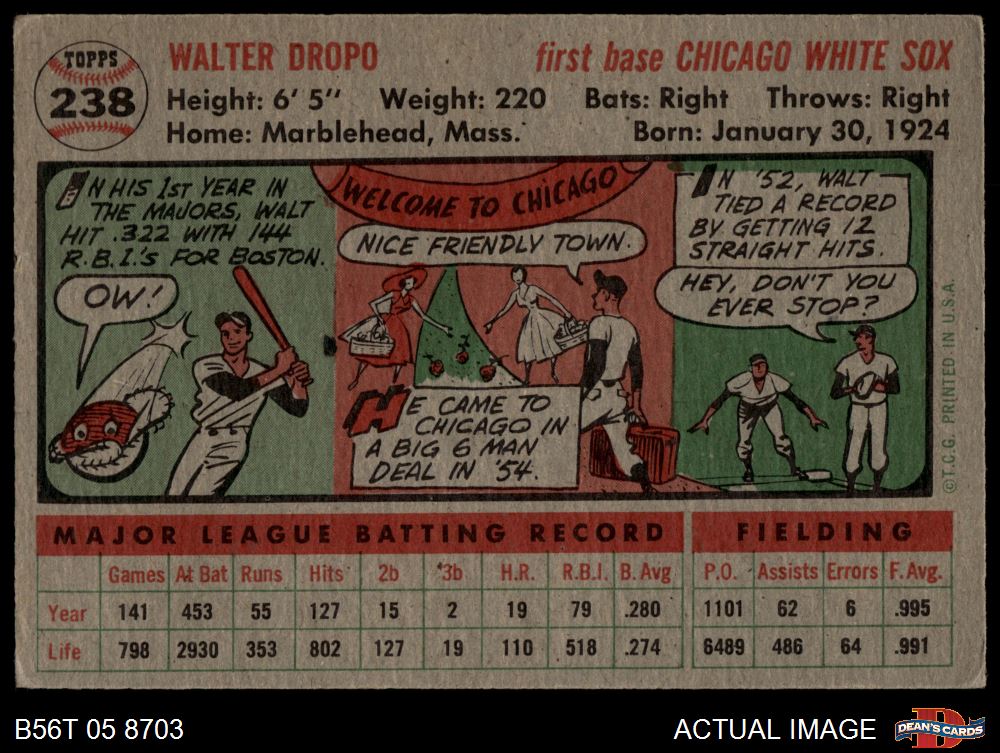 TOPPS
238
WALTER DROPO
first base CHICAGO WHITE SOX
Height: 6' 5" Weight: 220 Bats: Right Throws: Right
Home: Marblehead, Mass. Born: January 30, 1924
IN HIS 1ST YEAR IN
THE MAJORS, WALT
HIT .322 WITH 144
R.B.I.'s FOR BOSTON.
OW!
WELCOME TO CHICAGO
NICE FRIENDLY TOWN.
HE CAME TO
CHICAGO IN
A BIG 6 MAN
DEAL IN '54.
IN '52, WALT
TIED A RECORD
BY GETTING 12
STRAIGHT HITS.
HEY, DON'T YOU
EVER STOP?
©T.C.G. PRINTED IN U.S.A.
MAJOR LEAGUE BATTING RECORD
FIELDING
Games At Bat Runs Hits 2b 3b H.R. R.B.I. B. Avg P.O. Assists Errors F. Avg.
Year 141 453 55 127 15 2 19 79 .280 1101 62 6 .995
Life 798 2930 353 802 127 19 110 518 .274 6489 486 64 .991
B56T 05 8703
ACTUAL IMAGE
DEAN'S CARDS